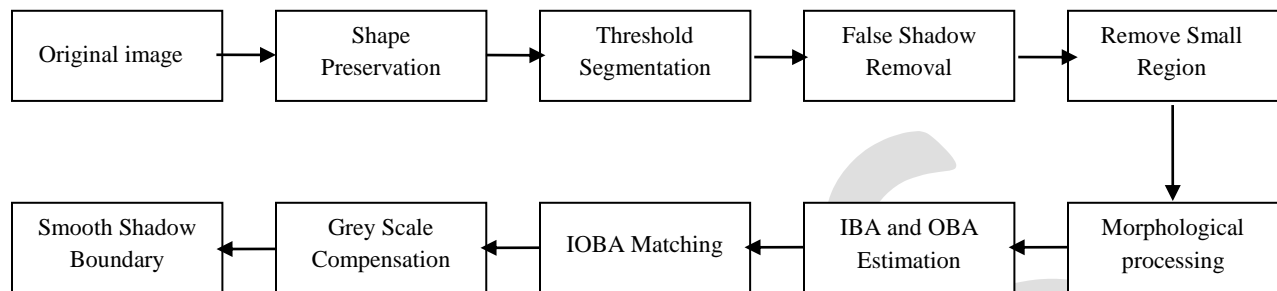 Original image
Shape
Preservation
Threshold
Segmentation
False Shadow
Removal
Remove Small
Region
Morphological
processing
IBA and OBA
Estimation
IOBA Matching
Grey Scale
Compensation
Smooth Shadow
Boundary